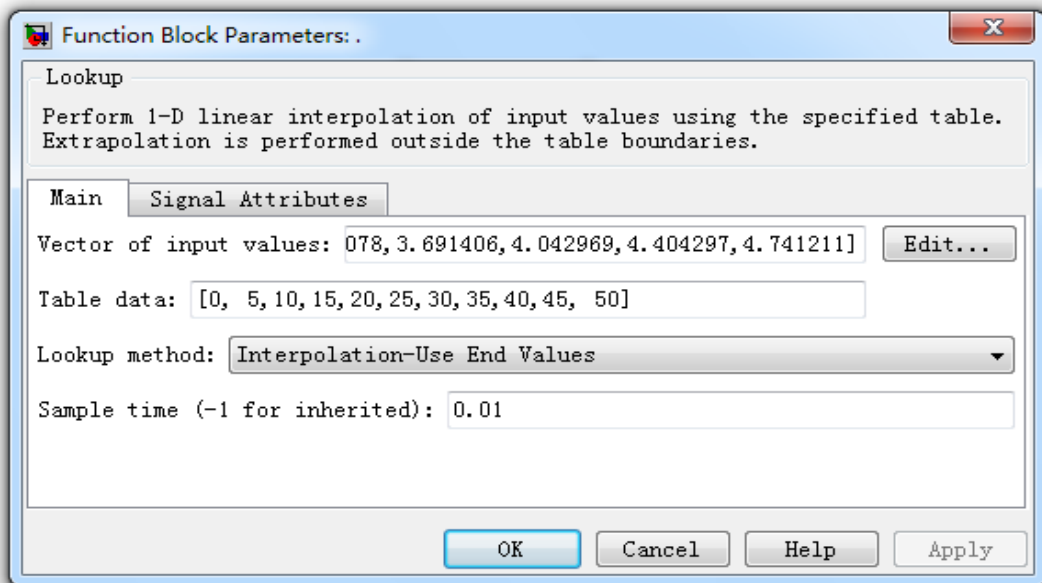 Function Block Parameters: .
Lookup
Perform 1-D linear interpolation of input values using the specified table.
Extrapolation is performed outside the table boundaries.
Main Signal Attributes
Vector of input values: 078,3.691406,4.042969,4.404297,4.741211] Edit...
Table data: [0, 5,10,15,20,25,30,35,40,45, 50]
Lookup method: Interpolation-Use End Values
Sample time (-1 for inherited): 0.01
OK Cancel Help Apply